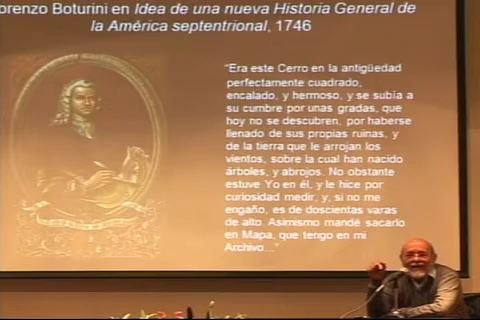 orenzo Boturini en Idea de una nueva Historia General de
la América septentrional, 1746
"Era este Cerro en la antigüedad
perfectamente cuadrado,
encalado, y hermoso, y se subía a
su cumbre por unas gradas, que
hoy no se descubren, por haberse
llenado de sus propias ruinas, y
de la tierra que le arrojan los
vientos, sobre la cual han nacido
árboles, y abrojos. No obstante
estuve Yo en él, y le hice por
curiosidad medir, y, si no me
engaño, es de doscientas varas
de alto. Asimismo mandé sacarlo
en Mapa, que tengo en mi
Archivo..."